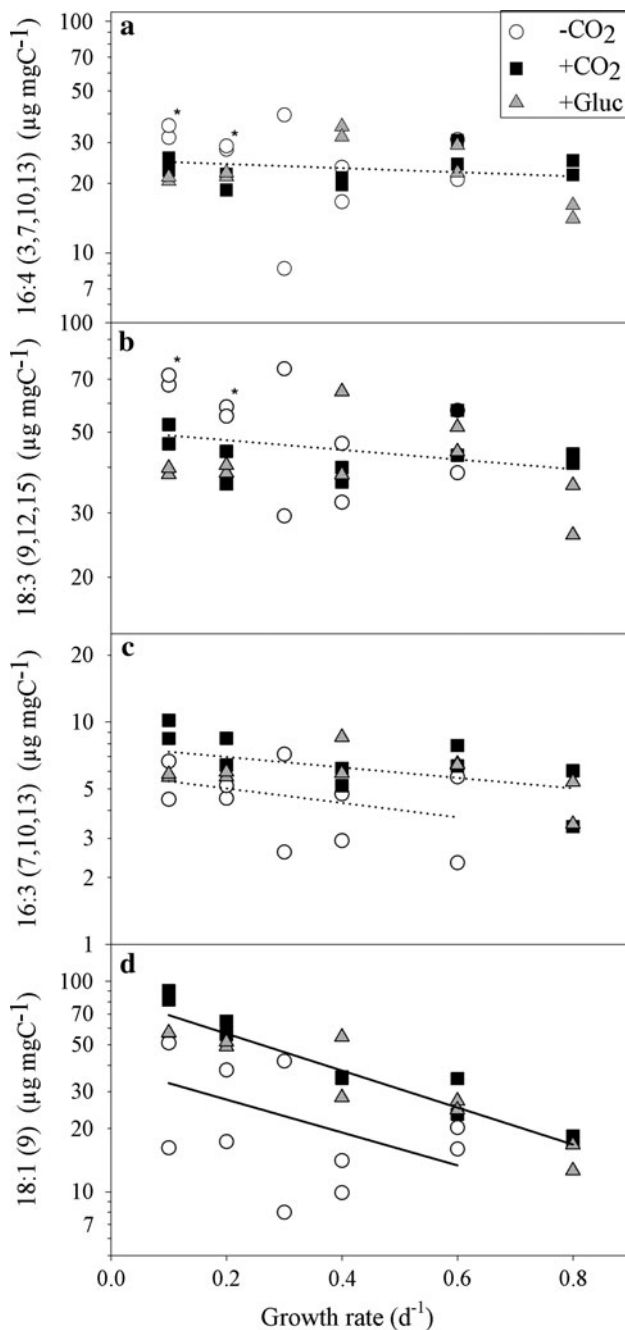 a
-CO2
+CO2
+Gluc
100
50
30
20
10
7
16:4 (3,7,10,13) (µg mgC-1)
*
*
b
100
70
50
30
20
18:3 (9,12,15) (µg mgC-1)
*
*
c
20
10
5
3
2
1
16:3 (7,10,13) (µg mgC-1)
d
100
70
50
30
20
10
7
18:1 (9) (µg mgC-1)
0.0 0.2 0.4 0.6 0.8
Growth rate (d-1)